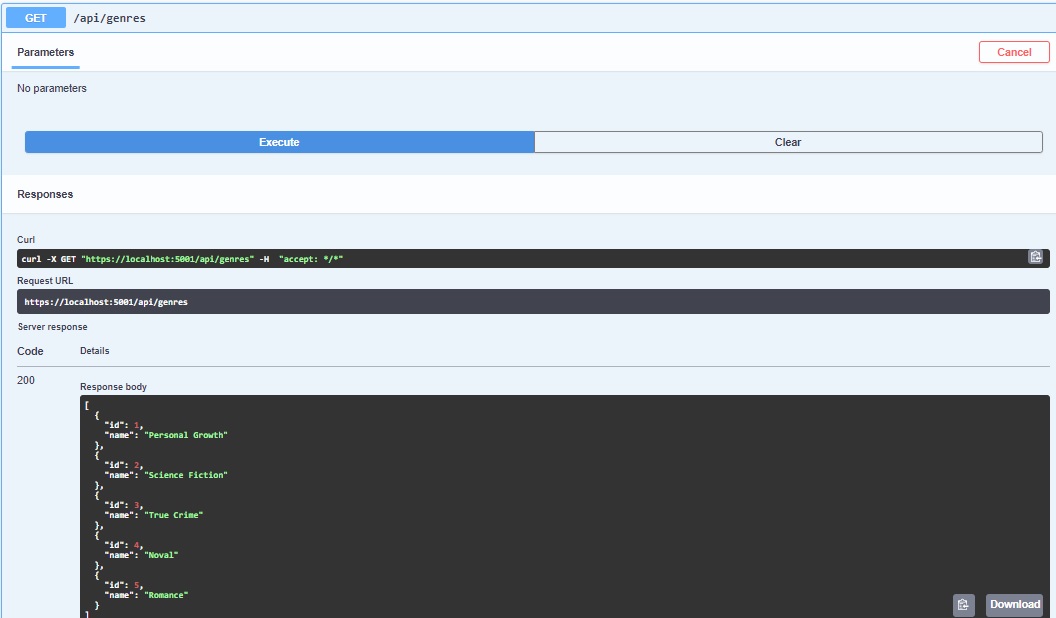 GET /api/genres
Parameters Cancel
No parameters
Execute Clear
Responses
Curl
curl -X GET "https://localhost:5001/api/genres" -H  "accept: */*"
Request URL
https://localhost:5001/api/genres
Server response
Code Details
200
Response body
[
  {
    "id": 1,
    "name": "Personal Growth"
  },
  {
    "id": 2,
    "name": "Science Fiction"
  },
  {
    "id": 3,
    "name": "True Crime"
  },
  {
    "id": 4,
    "name": "Noval"
  },
  {
    "id": 5,
    "name": "Romance"
  }
]
Download